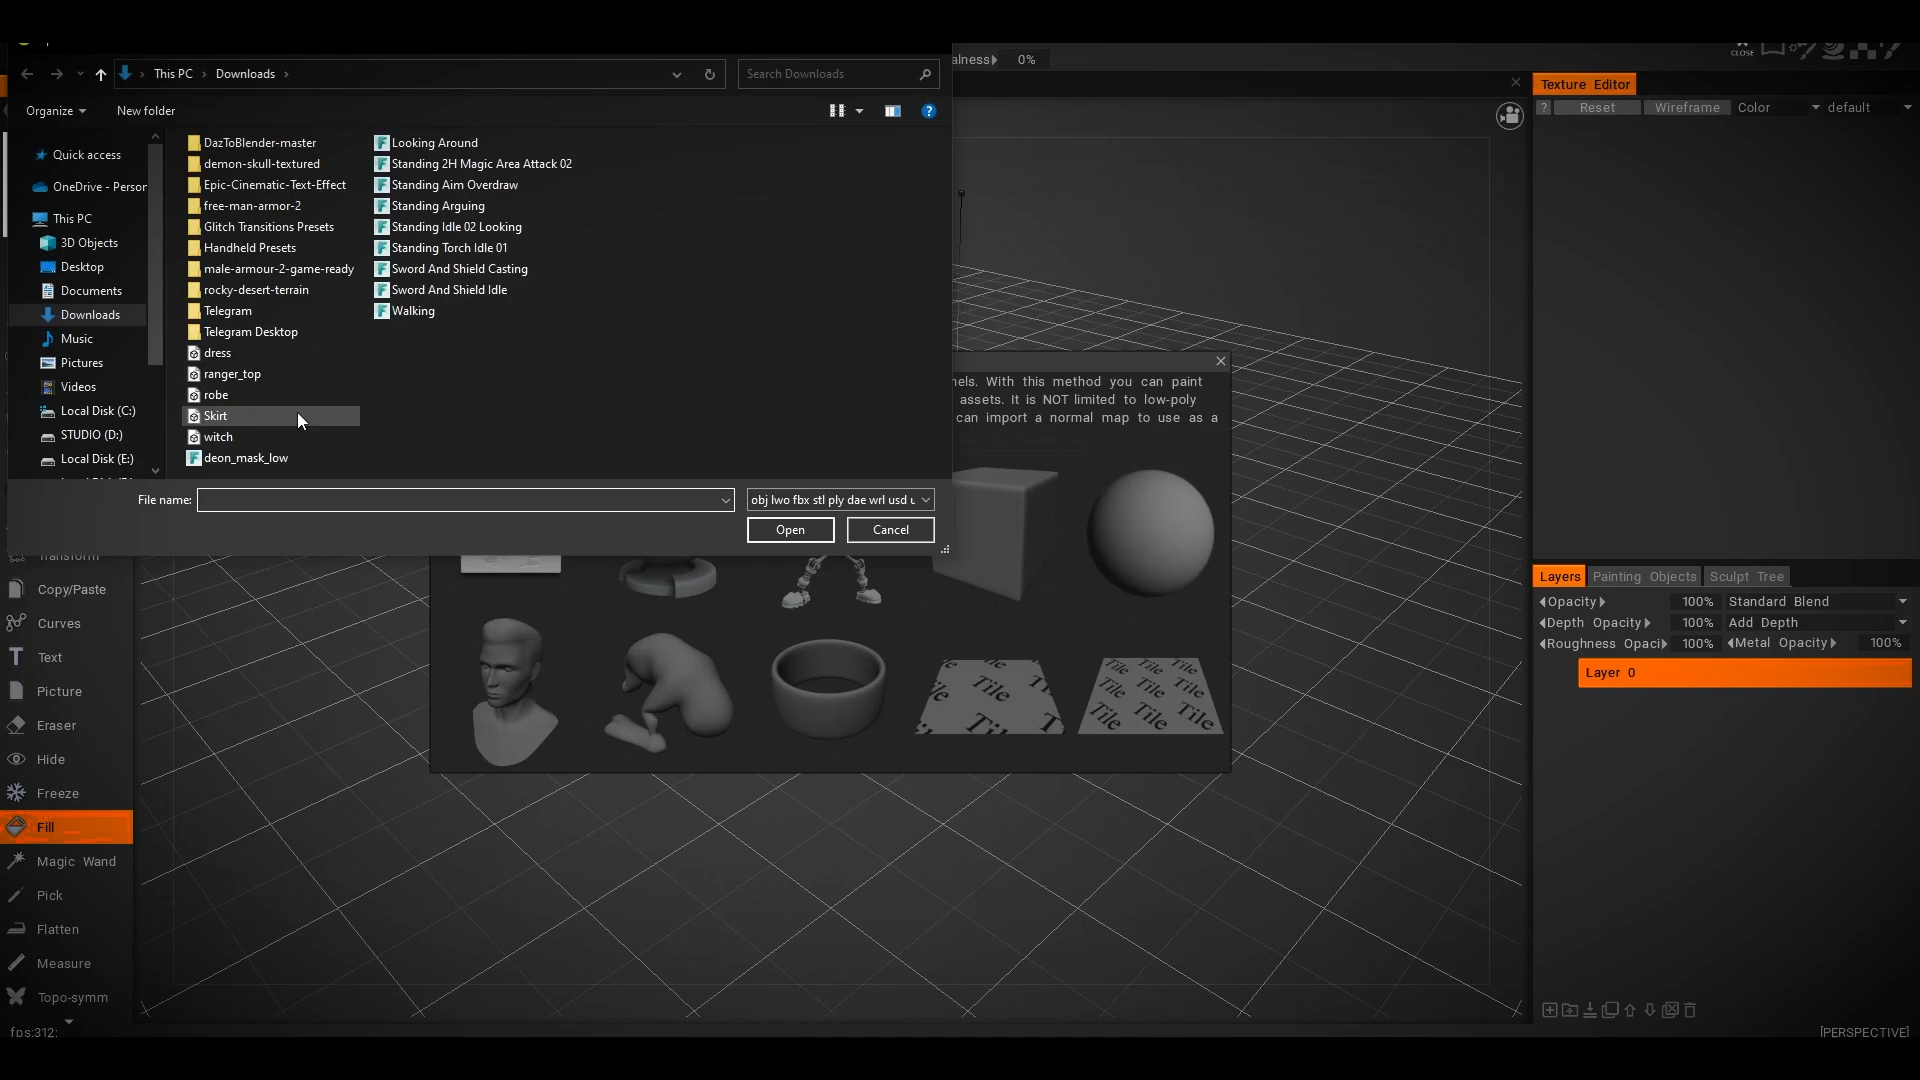 This PC
Downloads
Search Downloads
alness
0%
CLOSE
Organize
New folder
?
Quick access
OneDrive - Person
This PC
3D Objects
Desktop
Documents
Downloads
Music
Pictures
Videos
Local Disk (C:)
STUDIO (D:)
Local Disk (E:)
DazToBlender-master
demon-skull-textured
Epic-Cinematic-Text-Effect
free-man-armor-2
Glitch Transitions Presets
Handheld Presets
male-armour-2-game-ready
rocky-desert-terrain
Telegram
Telegram Desktop
dress
ranger_top
robe
Skirt
witch
deon_mask_low
Looking Around
Standing 2H Magic Area Attack 02
Standing Aim Overdraw
Standing Arguing
Standing Idle 02 Looking
Standing Torch Idle 01
Sword And Shield Casting
Sword And Shield Idle
Walking
File name:
obj lwo fbx stl ply dae wrl usd
Open
Cancel
nels. With this method you can paint
assets. It is NOT limited to low-poly
can import a normal map to use as a
Tile
Tile
Transform
Copy/Paste
Curves
Text
Picture
Eraser
Hide
Freeze
Fill
Magic Wand
Pick
Flatten
Measure
Topo-symm
fps:312;
Texture Editor
? Reset Wireframe Color default
Layers Painting Objects Sculpt Tree
Opacity 100% Standard Blend
Depth Opacity 100% Add Depth
Roughness Opaci 100% Metal Opacity 100%
Layer 0
[PERSPECTIVE]